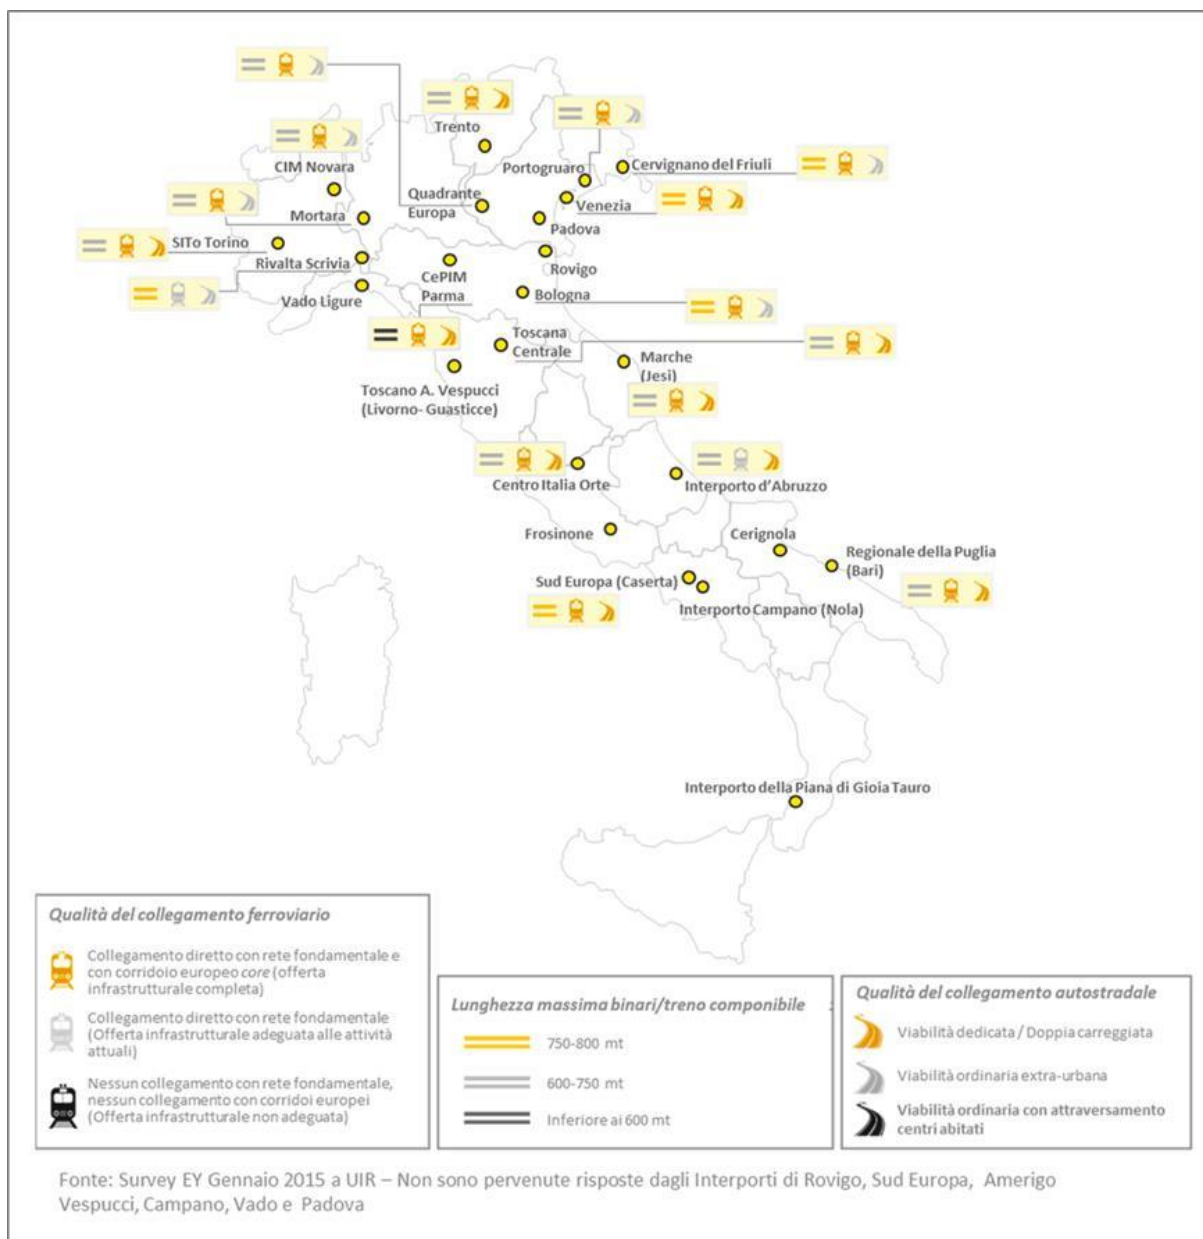 Trento
CIM Novara
Portogruaro
Cervignano del Friuli
Quadrante
Europa
Venezia
Mortara
Padova
SITo Torino
Rivalta Scrivia
CePIM
Parma
Rovigo
Vado Ligure
Bologna
Toscana
Centrale
Marche
(Jesi)
Toscano A. Vespucci
(Livorno- Guasticce)
Centro Italia Orte
Interporto d'Abruzzo
Frosinone
Cerignola
Regionale della Puglia
(Bari)
Sud Europa (Caserta)
Interporto Campano (Nola)
Interporto della Piana di Gioia Tauro
Qualità del collegamento ferroviario
Collegamento diretto con rete fondamentale e
con corridoio europeo core (offerta
infrastrutturale completa)
Collegamento diretto con rete fondamentale
(Offerta infrastrutturale adeguata alle attività
attuali)
Nessun collegamento con rete fondamentale,
nessun collegamento con corridoi europei
(Offerta infrastrutturale non adeguata)
Lunghezza massima binari/treno componibile :
750-800 mt
600-750 mt
Inferiore ai 600 mt
Qualità del collegamento autostradale
Viabilità dedicata / Doppia carreggiata
Viabilità ordinaria extra-urbana
Viabilità ordinaria con attraversamento
centri abitati
Fonte: Survey EY Gennaio 2015 a UIR – Non sono pervenute risposte dagli Interporti di Rovigo, Sud Europa, Amerigo
Vespucci, Campano, Vado e Padova